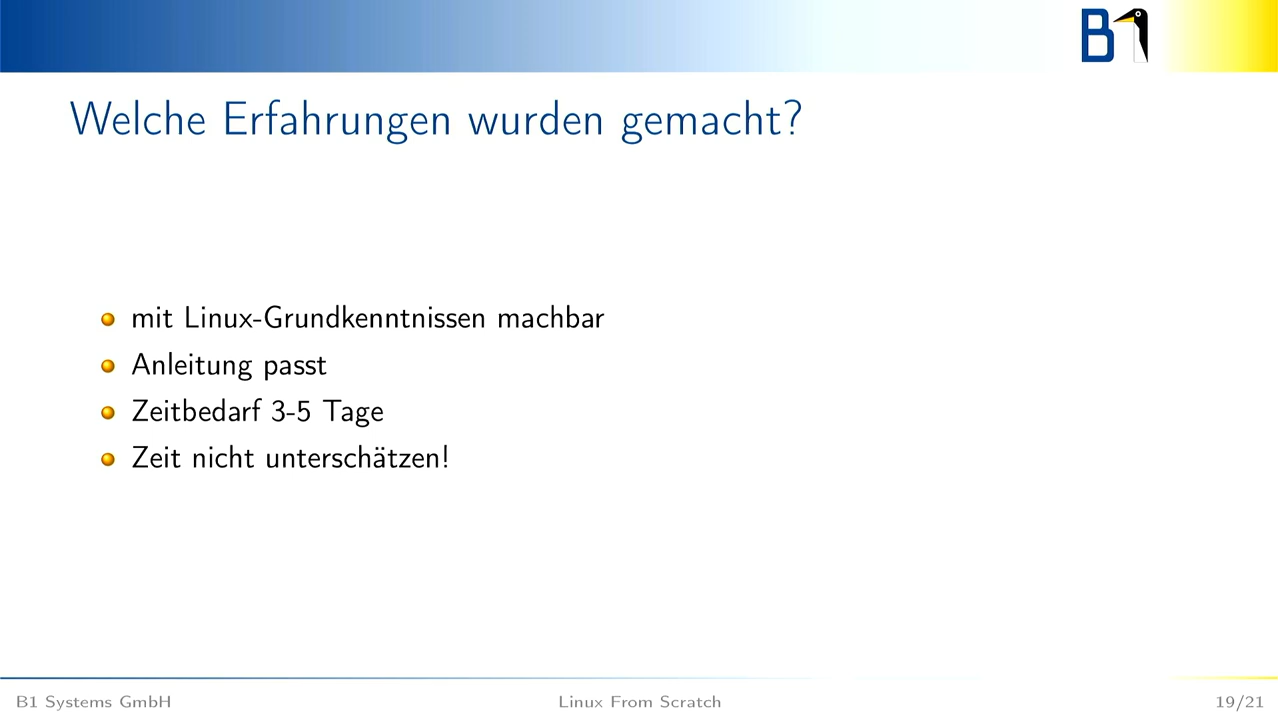 B1
Welche Erfahrungen wurden gemacht?
mit Linux-Grundkenntnissen machbar
Anleitung passt
Zeitbedarf 3-5 Tage
Zeit nicht unterschätzen!
B1 Systems GmbH
Linux From Scratch
19/21